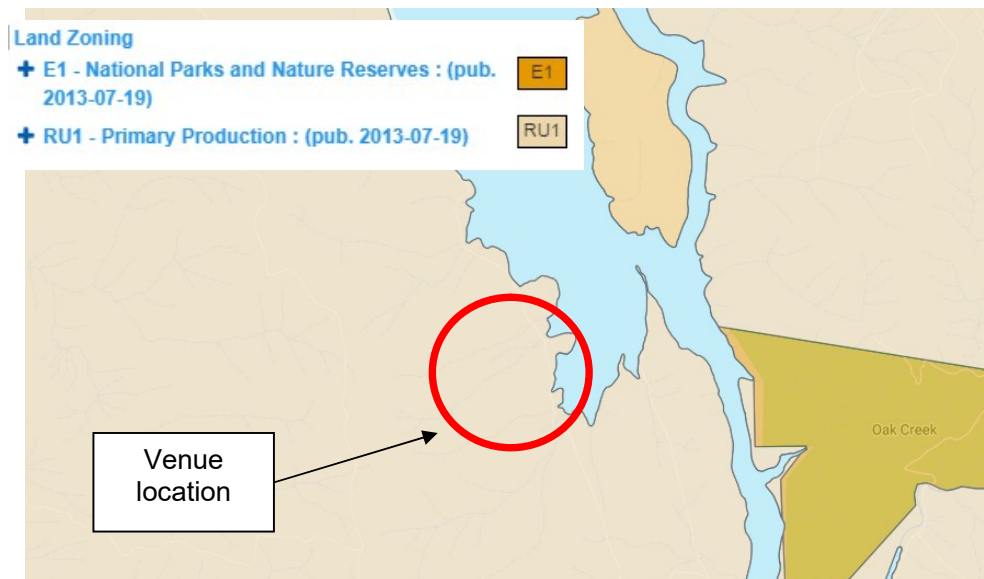 Land Zoning
+ E1 - National Parks and Nature Reserves : (pub.
2013-07-19)
E1
+ RU1 - Primary Production : (pub. 2013-07-19)
RU1
Oak Creek
Venue
location